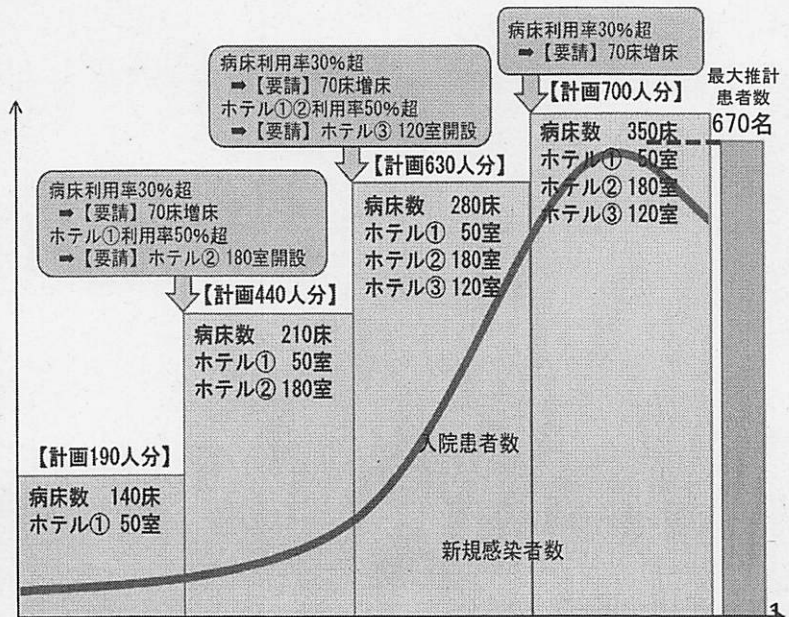 病床利用率30%超
➡【要請】70床増床
【計画700人分】
最大推計
患者数
670名
病床数 350床
ホテル① 50室
ホテル② 180室
ホテル③ 120室
病床利用率30%超
➡【要請】70床増床
ホテル①②利用率50%超
➡【要請】ホテル③ 120室開設
【計画630人分】
病床数 280床
ホテル① 50室
ホテル② 180室
ホテル③ 120室
病床利用率30%超
➡【要請】70床増床
ホテル①利用率50%超
➡【要請】ホテル② 180室開設
【計画440人分】
病床数 210床
ホテル① 50室
ホテル② 180室
【計画190人分】
病床数 140床
ホテル① 50室
入院患者数
新規感染者数